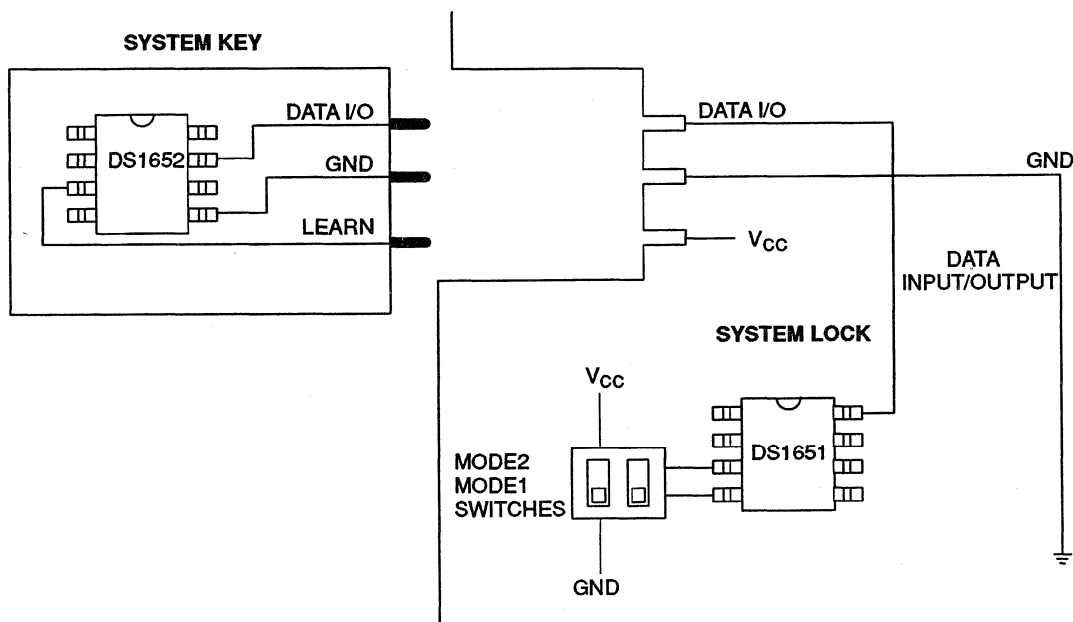 SYSTEM KEY
DATA I/O
DS1652
GND
LEARN
DATA I/O
GND
VCC
DATA
INPUT/OUTPUT
SYSTEM LOCK
VCC
MODE2
MODE1
SWITCHES
DS1651
GND